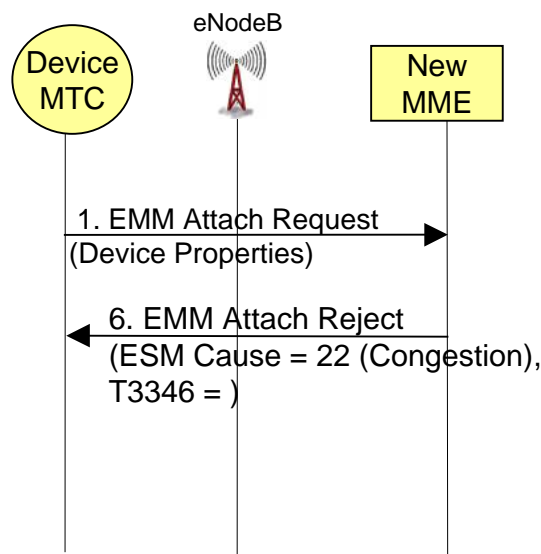 eNodeB
Device
MTC
New
MME
1. EMM Attach Request
(Device Properties)
6. EMM Attach Reject
(ESM Cause = 22 (Congestion),
T3346 = )